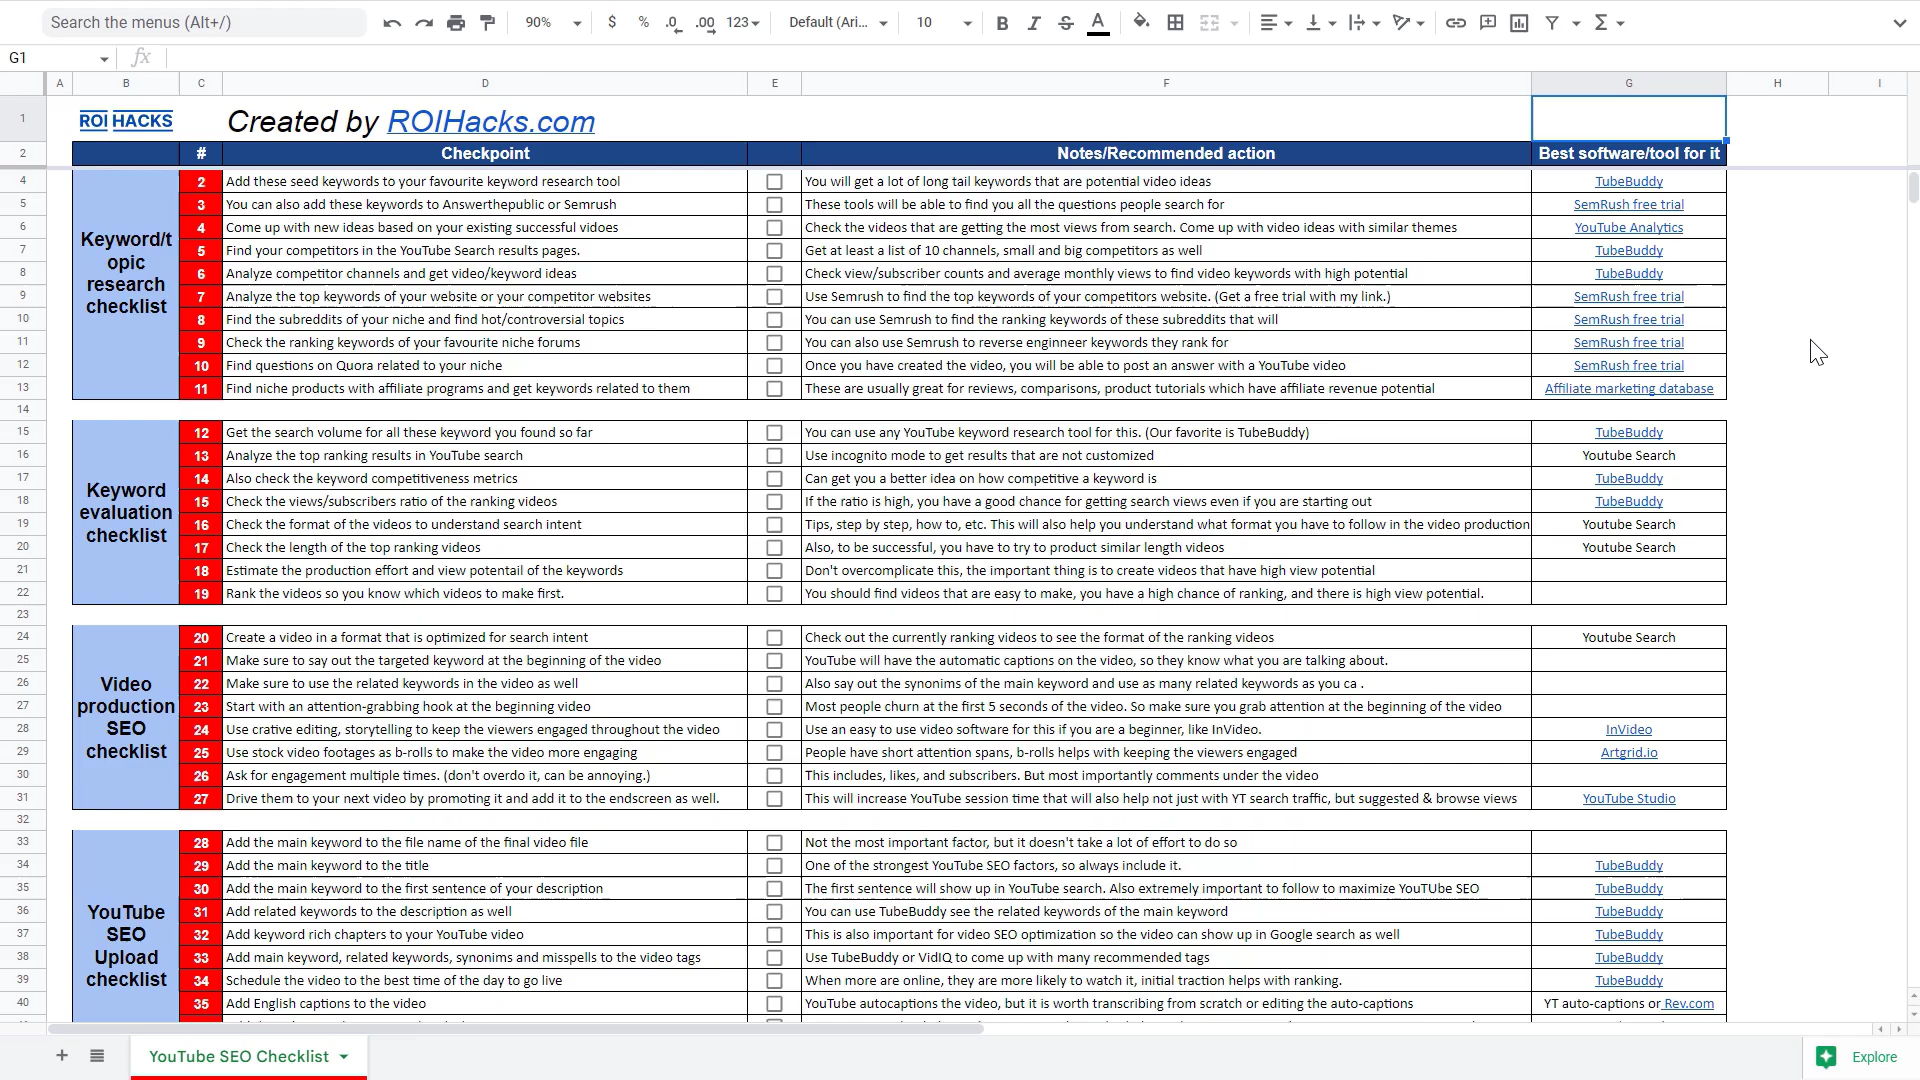 Search the menus (Alt+/)
90%
$
%
.0
.00
123
Default (Ari...
10
B
I
S
A
G1
fx
A B C D E F G H I
1 ROI HACKS Created by ROIHacks.com
2 # Checkpoint Notes/Recommended action Best software/tool for it
Keyword/t
opic
research
checklist
4 2 Add these seed keywords to your favourite keyword research tool You will get a lot of long tail keywords that are potential video ideas TubeBuddy
5 3 You can also add these keywords to Answerthepublic or Semrush These tools will be able to find you all the questions people search for SemRush free trial
6 4 Come up with new ideas based on your existing successful vidoes Check the videos that are getting the most views from search. Come up with video ideas with similar themes YouTube Analytics
7 5 Find your competitors in the YouTube Search results pages. Get at least a list of 10 channels, small and big competitors as well TubeBuddy
8 6 Analyze competitor channels and get video/keyword ideas Check view/subscriber counts and average monthly views to find video keywords with high potential TubeBuddy
9 7 Analyze the top keywords of your website or your competitor websites Use Semrush to find the top keywords of your competitors website. (Get a free trial with my link.) SemRush free trial
10 8 Find the subreddits of your niche and find hot/controversial topics You can use Semrush to find the ranking keywords of these subreddits that will SemRush free trial
11 9 Check the ranking keywords of your favourite niche forums You can also use Semrush to reverse enginneer keywords they rank for SemRush free trial
12 10 Find questions on Quora related to your niche Once you have created the video, you will be able to post an answer with a YouTube video SemRush free trial
13 11 Find niche products with affiliate programs and get keywords related to them These are usually great for reviews, comparisons, product tutorials which have affiliate revenue potential Affiliate marketing database
14
Keyword
evaluation
checklist
15 12 Get the search volume for all these keyword you found so far You can use any YouTube keyword research tool for this. (Our favorite is TubeBuddy) TubeBuddy
16 13 Analyze the top ranking results in YouTube search Use incognito mode to get results that are not customized Youtube Search
17 14 Also check the keyword competitiveness metrics Can get you a better idea on how competitive a keyword is TubeBuddy
18 15 Check the views/subscribers ratio of the ranking videos If the ratio is high, you have a good chance for getting search views even if you are starting out TubeBuddy
19 16 Check the format of the videos to understand search intent Tips, step by step, how to, etc. This will also help you understand what format you have to follow in the video production Youtube Search
20 17 Check the length of the top ranking videos Also, to be successful, you have to try to product similar length videos Youtube Search
21 18 Estimate the production effort and view potentail of the keywords Don't overcomplicate this, the important thing is to create videos that have high view potential
22 19 Rank the videos so you know which videos to make first. You should find videos that are easy to make, you have a high chance of ranking, and there is high view potential.
23
Video
production
SEO
checklist
24 20 Create a video in a format that is optimized for search intent Check out the currently ranking videos to see the format of the ranking videos Youtube Search
25 21 Make sure to say out the targeted keyword at the beginning of the video YouTube will have the automatic captions on the video, so they know what you are talking about.
26 22 Make sure to use the related keywords in the video as well Also say out the synonims of the main keyword and use as many related keywords as you ca .
27 23 Start with an attention-grabbing hook at the beginning video Most people churn at the first 5 seconds of the video. So make sure you grab attention at the beginning of the video
28 24 Use crative editing, storytelling to keep the viewers engaged throughout the video Use an easy to use video software for this if you are a beginner, like InVideo. InVideo
29 25 Use stock video footages as b-rolls to make the video more engaging People have short attention spans, b-rolls helps with keeping the viewers engaged Artgrid.io
30 26 Ask for engagement multiple times. (don't overdo it, can be annoying.) This includes, likes, and subscribers. But most importantly comments under the video
31 27 Drive them to your next video by promoting it and add it to the endscreen as well. This will increase YouTube session time that will also help not just with YT search traffic, but suggested & browse views YouTube Studio
32
YouTube
SEO
Upload
checklist
33 28 Add the main keyword to the file name of the final video file Not the most important factor, but it doesn't take a lot of effort to do so
34 29 Add the main keyword to the title One of the strongest YouTube SEO factors, so always include it. TubeBuddy
35 30 Add the main keyword to the first sentence of your description The first sentence will show up in YouTube search. Also extremely important to follow to maximize YouTUbe SEO TubeBuddy
36 31 Add related keywords to the description as well You can use TubeBuddy see the related keywords of the main keyword TubeBuddy
37 32 Add keyword rich chapters to your YouTube video This is also important for video SEO optimization so the video can show up in Google search as well TubeBuddy
38 33 Add main keyword, related keywords, synonims and misspells to the video tags Use TubeBuddy or VidIQ to come up with many recommended tags TubeBuddy
39 34 Schedule the video to the best time of the day to go live When more are online, they are more likely to watch it, initial traction helps with ranking. TubeBuddy
40 35 Add English captions to the video YouTube autocaptions the video, but it is worth transcribing from scratch or editing the auto-captions YT auto-captions or Rev.com
YouTube SEO Checklist
Explore